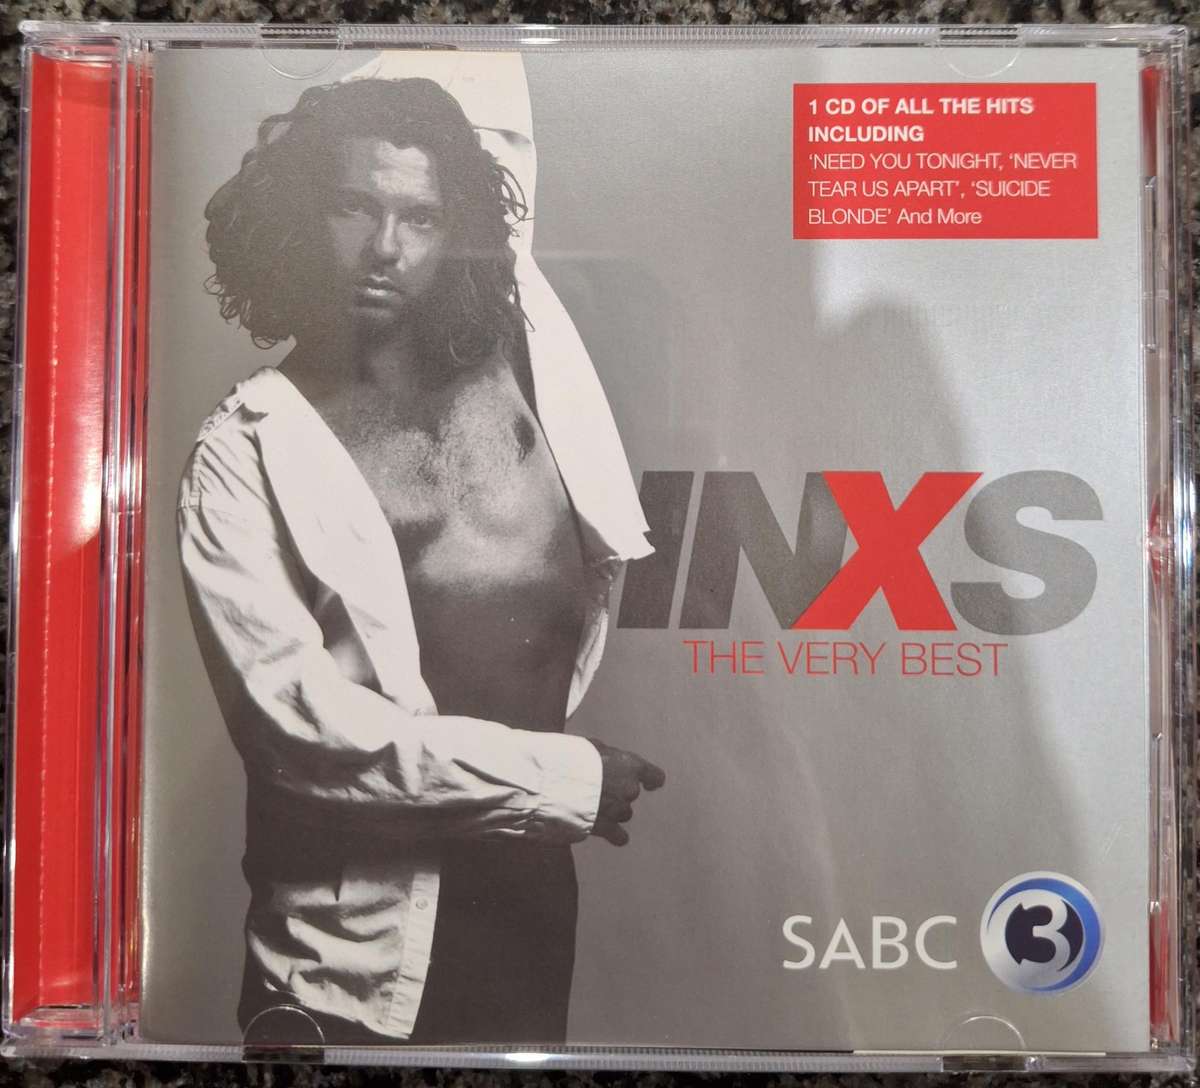 1 CD OF ALL THE HITS
INCLUDING
‘NEED YOU TONIGHT, ‘NEVER
TEAR US APART’, ‘SUICIDE
BLONDE’ And More
INXS
THE VERY BEST
SABC 3